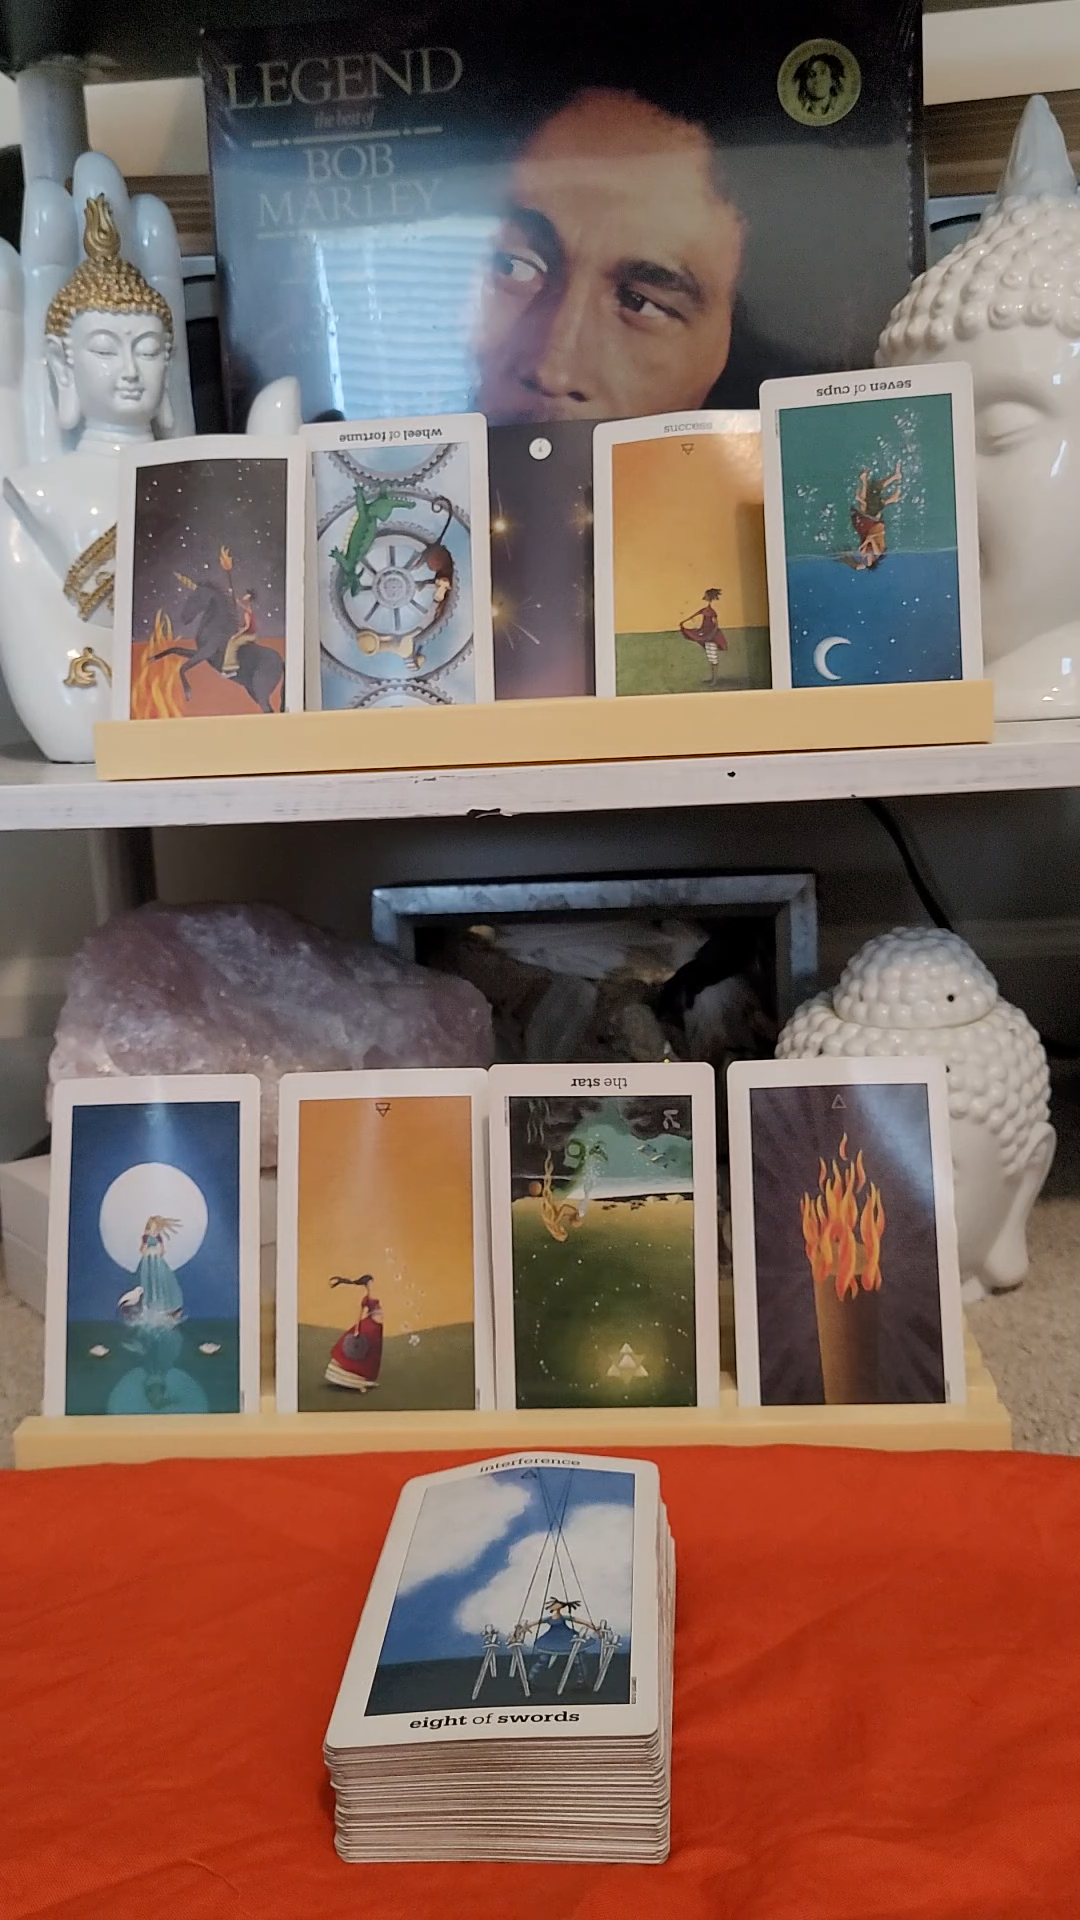 LEGEND
the best of
BOB
MARLEY
wheel of fortune
success
seven of cups
the star
interference
eight of swords